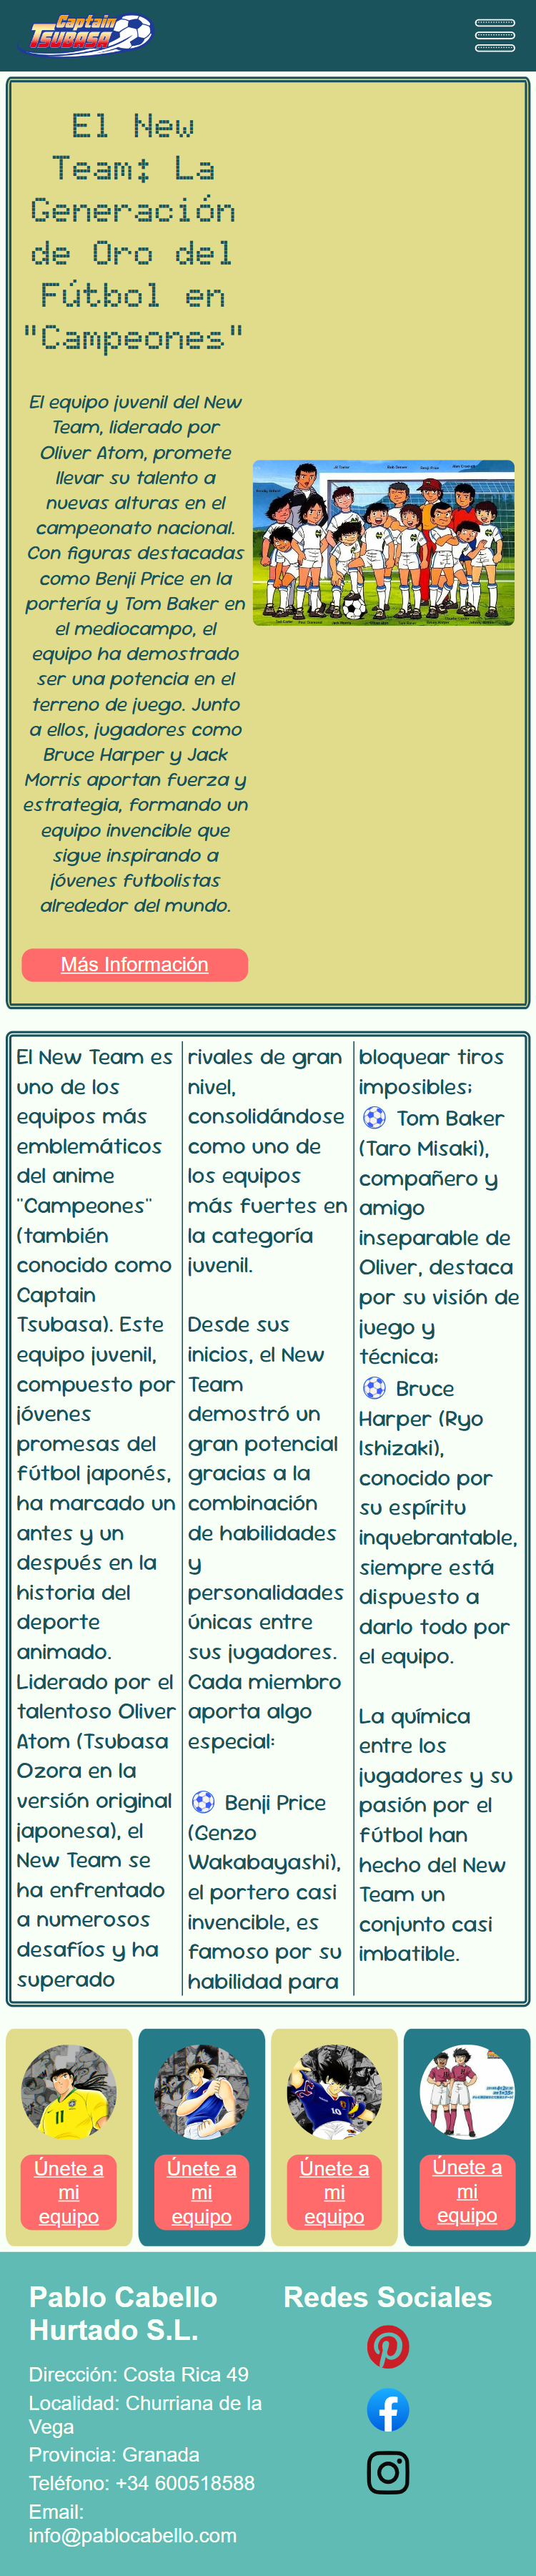 Captain
TSUBASA
El New
Team: La
Generación
de Oro del
Fútbol en
"Campeones"
El equipo juvenil del New
Team, liderado por
Oliver Atom, promete
llevar su talento a
nuevas alturas en el
campeonato nacional.
Con figuras destacadas
como Benji Price en la
portería y Tom Baker en
el mediocampo, el
equipo ha demostrado
ser una potencia en el
terreno de juego. Junto
a ellos, jugadores como
Bruce Harper y Jack
Morris aportan fuerza y
estrategia, formando un
equipo invencible que
sigue inspirando a
jóvenes futbolistas
alrededor del mundo.
Más Información
El New Team es
uno de los
equipos más
emblemáticos
del anime
"Campeones"
(también
conocido como
Captain
Tsubasa). Este
equipo juvenil,
compuesto por
jóvenes
promesas del
fútbol japonés,
ha marcado un
antes y un
después en la
historia del
deporte
animado.
Liderado por el
talentoso Oliver
Atom (Tsubasa
Ozora en la
versión original
japonesa), el
New Team se
ha enfrentado
a numerosos
desafíos y ha
superado
rivales de gran
nivel,
consolidándose
como uno de
los equipos
más fuertes en
la categoría
juvenil.
Desde sus
inicios, el New
Team
demostró un
gran potencial
gracias a la
combinación
de habilidades
y
personalidades
únicas entre
sus jugadores.
Cada miembro
aporta algo
especial:
Benji Price
(Genzo
Wakabayashi),
el portero casi
invencible, es
famoso por su
habilidad para
bloquear tiros
imposibles;
Tom Baker
(Taro Misaki),
compañero y
amigo
inseparable de
Oliver, destaca
por su visión de
juego y
técnica;
Bruce
Harper (Ryo
Ishizaki),
conocido por
su espíritu
inquebrantable,
siempre está
dispuesto a
darlo todo por
el equipo.
La química
entre los
jugadores y su
pasión por el
fútbol han
hecho del New
Team un
conjunto casi
imbatible.
11
10
Únete a
mi
equipo
Únete a
mi
equipo
Únete a
mi
equipo
Únete a
mi
equipo
Pablo Cabello
Hurtado S.L.
Dirección: Costa Rica 49
Localidad: Churriana de la
Vega
Provincia: Granada
Teléfono: +34 600518588
Email:
info@pablocabello.com
Redes Sociales